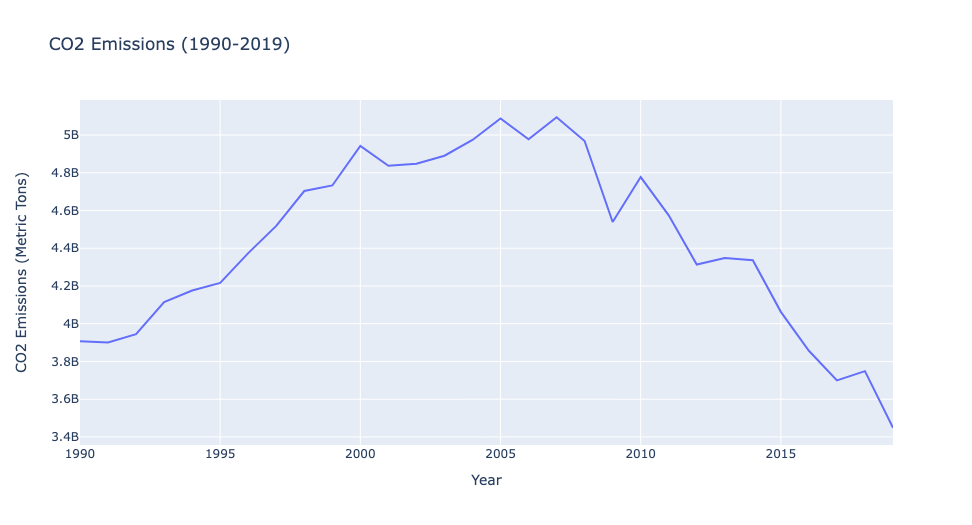 CO2 Emissions (1990-2019)
CO2 Emissions (Metric Tons)
5B
4.8B
4.6B
4.4B
4.2B
4B
3.8B
3.6B
3.4B
1990
1995
2000
2005
2010
2015
Year